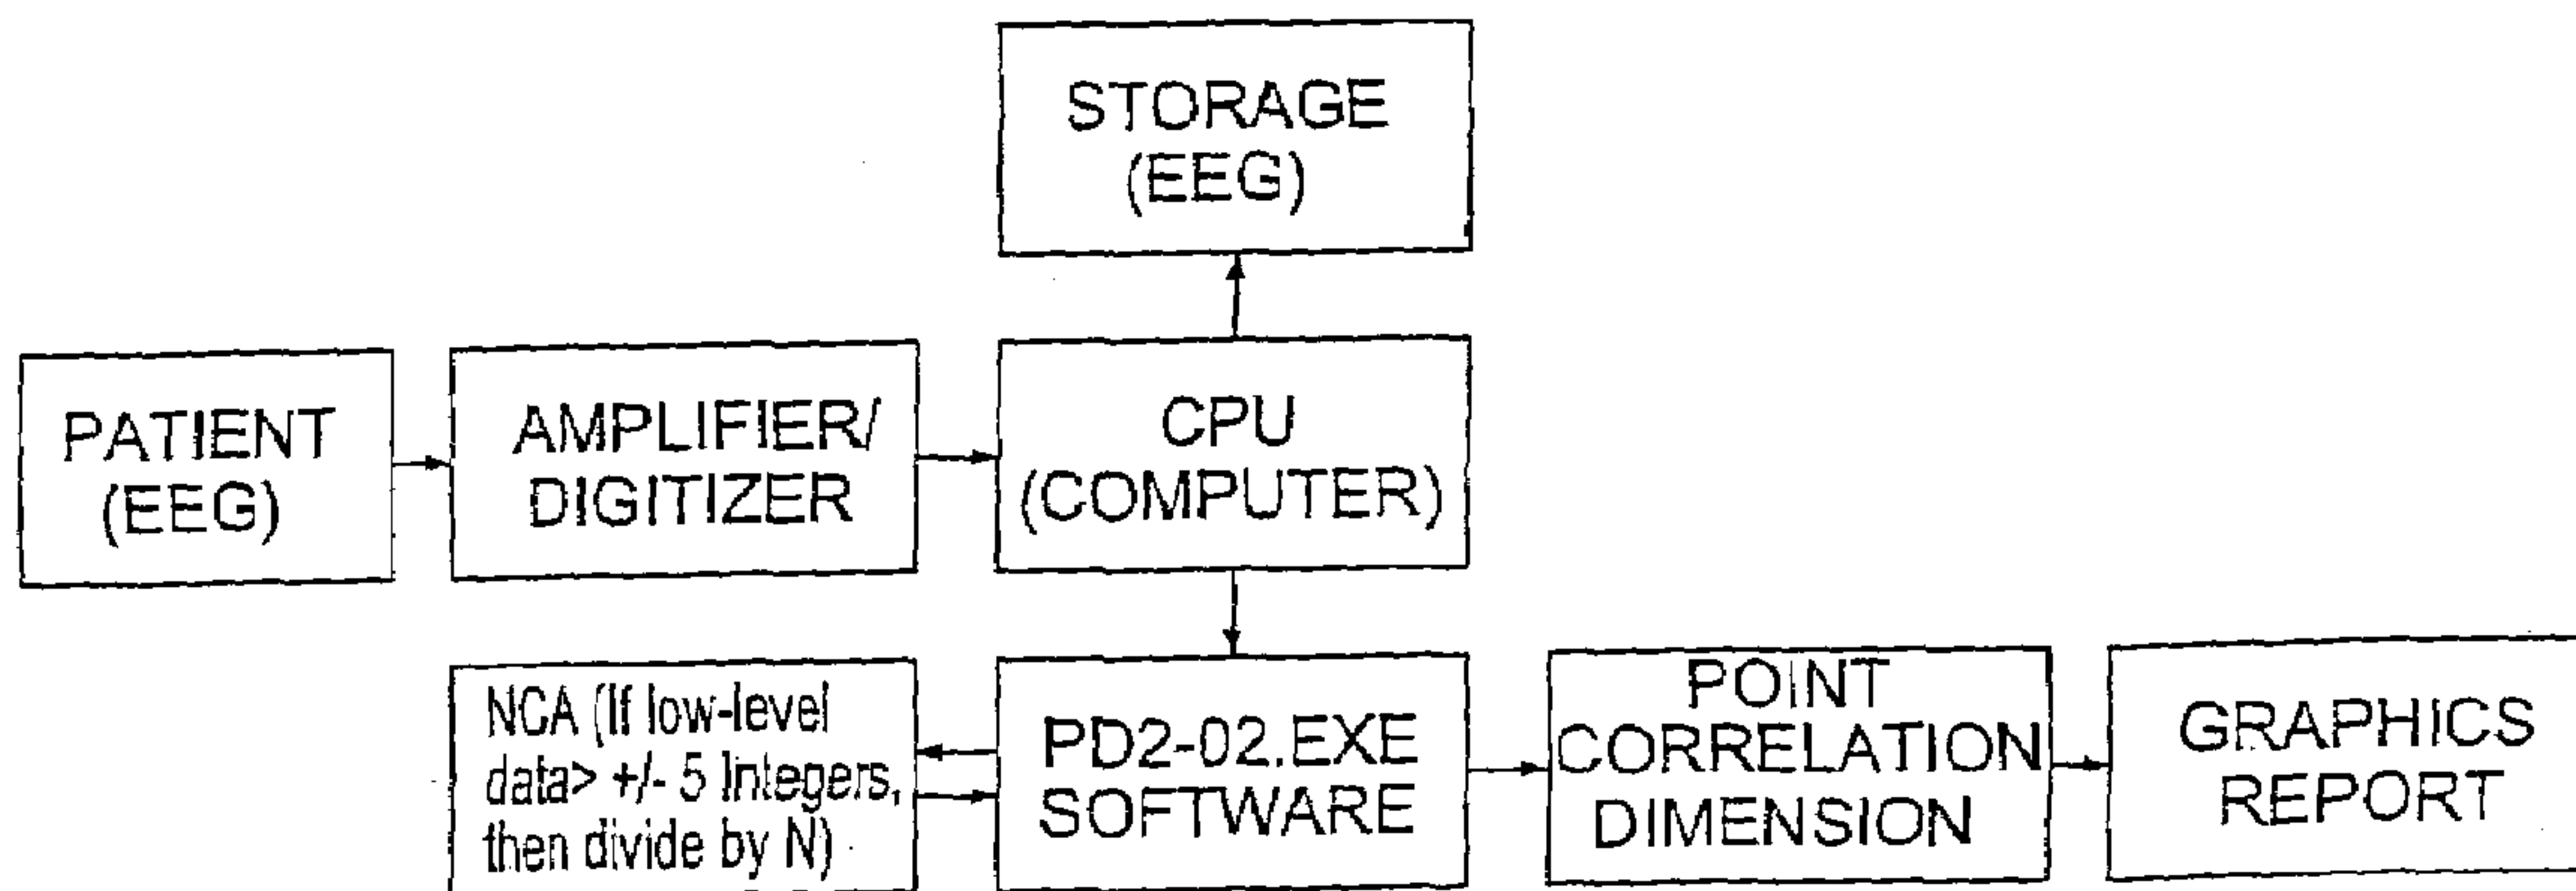 STORAGE
(EEG)
PATIENT
(EEG)
AMPLIFIER/
DIGITIZER
CPU
(COMPUTER)
NCA (If low-level
data> +/- 5 Integers,
then divide by N)
PD2-02.EXE
SOFTWARE
POINT
CORRELATION
DIMENSION
GRAPHICS
REPORT